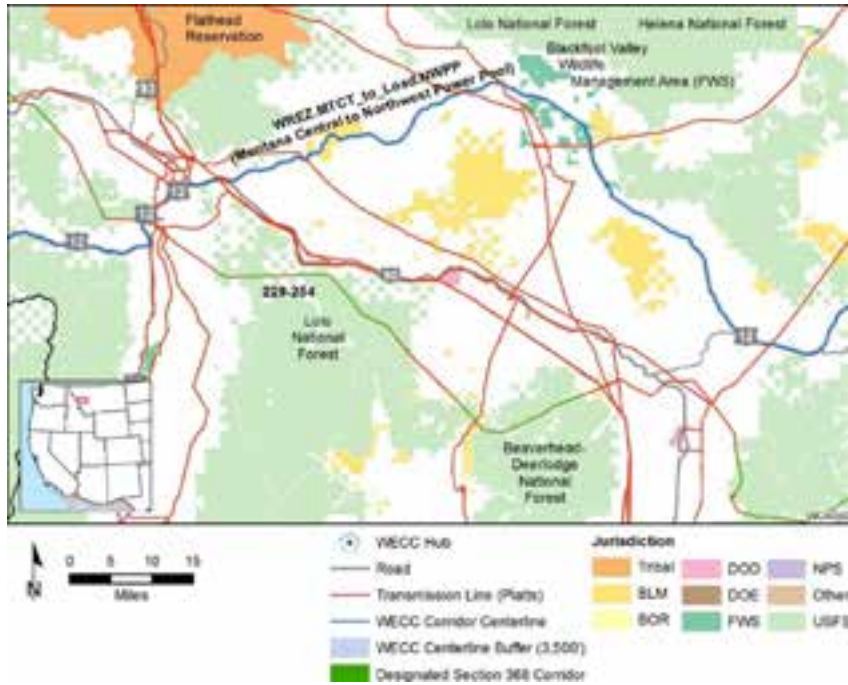 Flathead
Reservation
Lolo National Forest
Helena National Forest
Blackfoot Valley
Wildlife
Management Area (FWS)
WREZ.MTCT_to_Load.NWPP
(Montana Central to Northwest Power Pool)
229-254
Lolo
National
Forest
Beaverhead-
Deerlodge
National
Forest
N
0 5 10 15
Miles
WECC Hub
Road
Transmission Line (Platts)
WECC Corridor Centerline
WECC Centerline Buffer (3,500')
Designated Section 368 Corridor
Jurisdiction
Tribal
BLM
BOR
DOD
DOE
FWS
NPS
Other
USFS